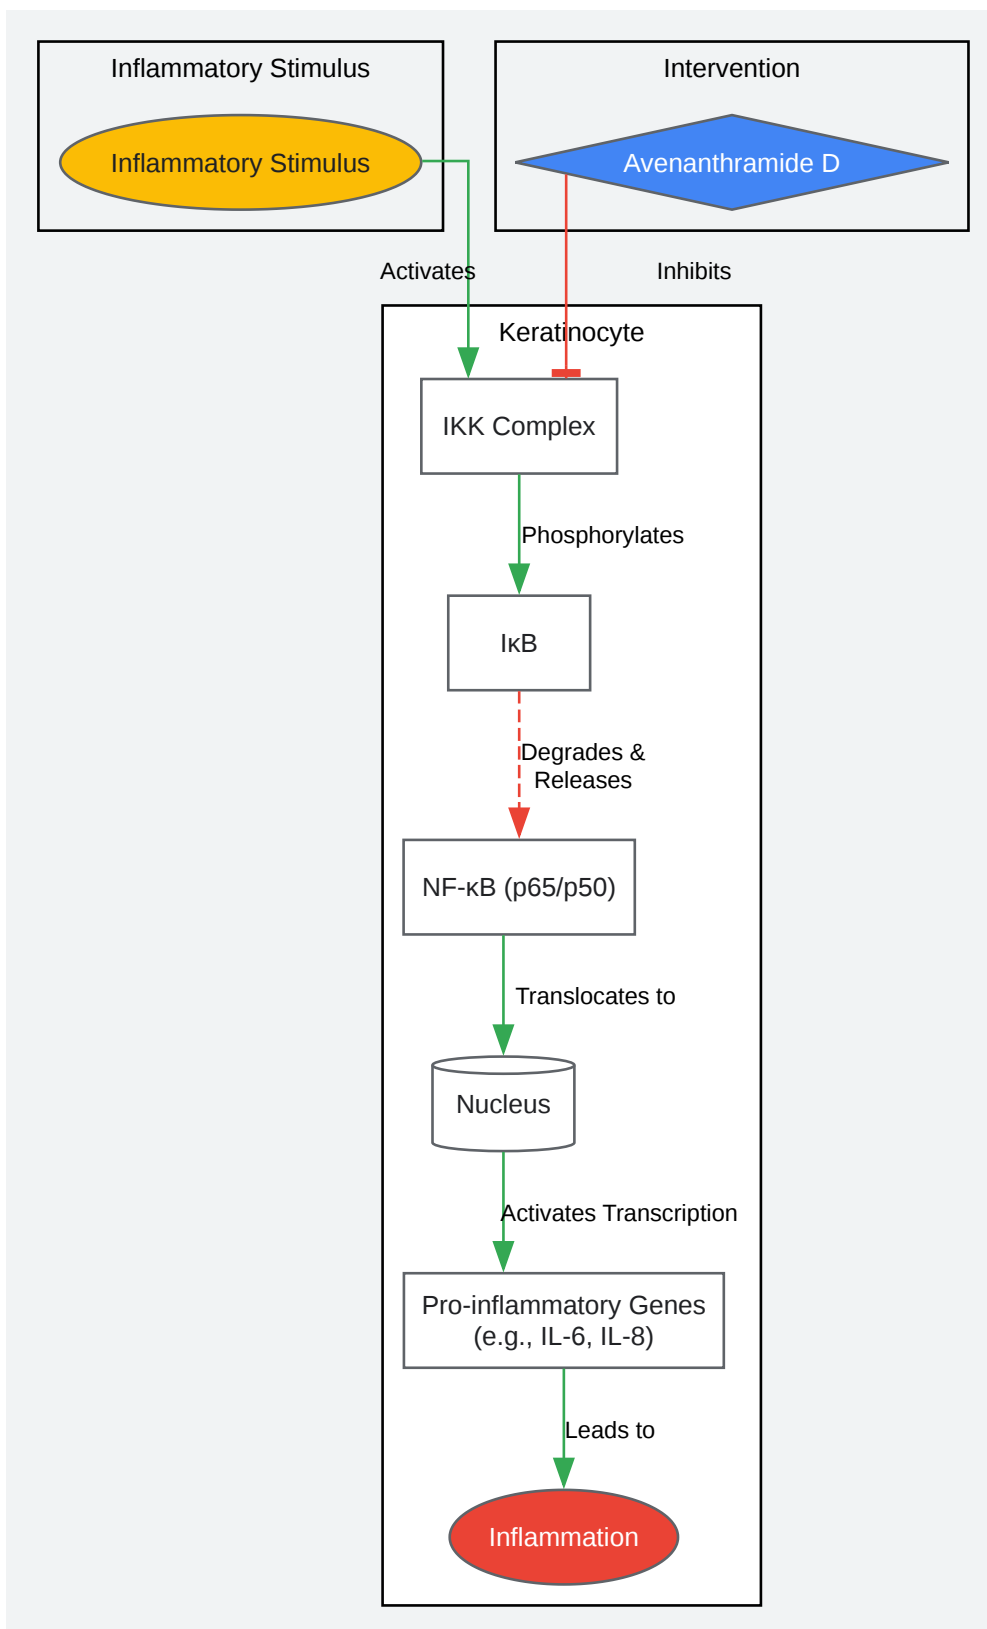 Inflammatory Stimulus
Intervention
Inflammatory Stimulus
Avenanthramide D
Activates
Inhibits
Keratinocyte
IKK Complex
Phosphorylates
IκB
Degrades &
Releases
NF-κB (p65/p50)
Translocates to
Nucleus
Activates Transcription
Pro-inflammatory Genes
(e.g., IL-6, IL-8)
Leads to
Inflammation